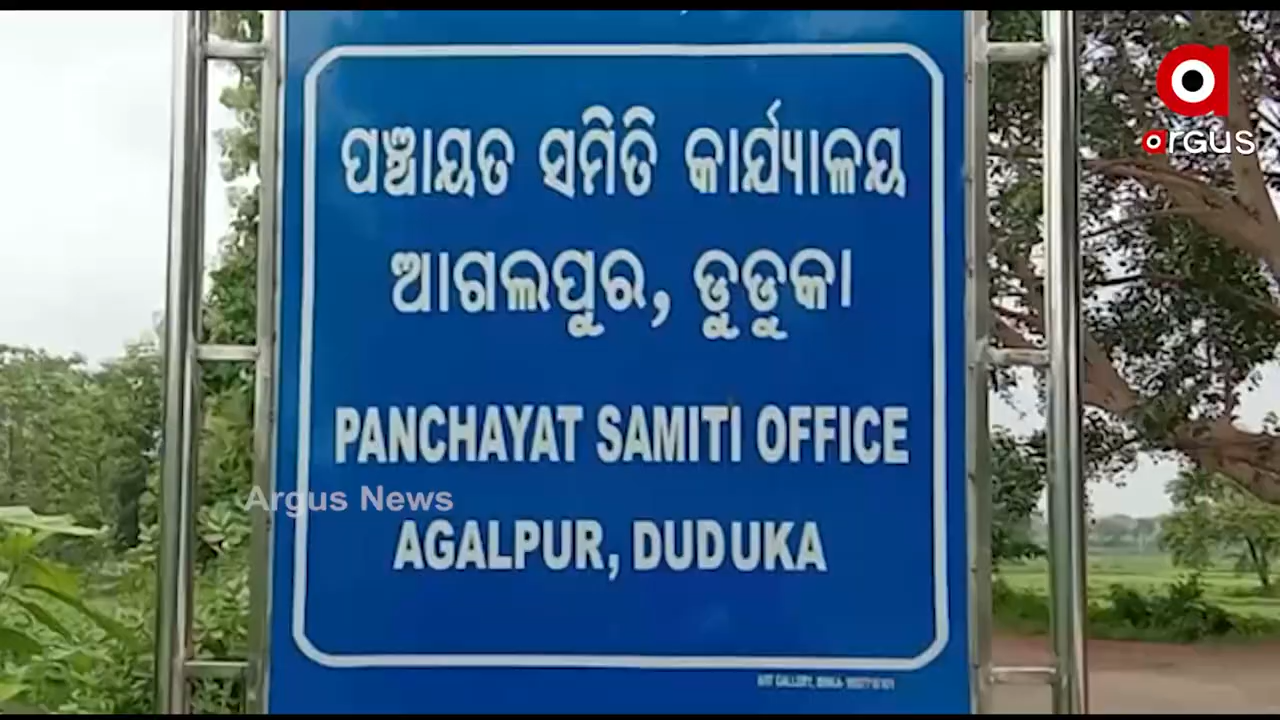 ପଞ୍ଚାୟତ ସମିତି କାର୍ଯ୍ୟାଳୟ
ଆଗଲପୁର, ଡୁଡୁକା
PANCHAYAT SAMITI OFFICE
AGALPUR, DUDUKA
argus
Argus News